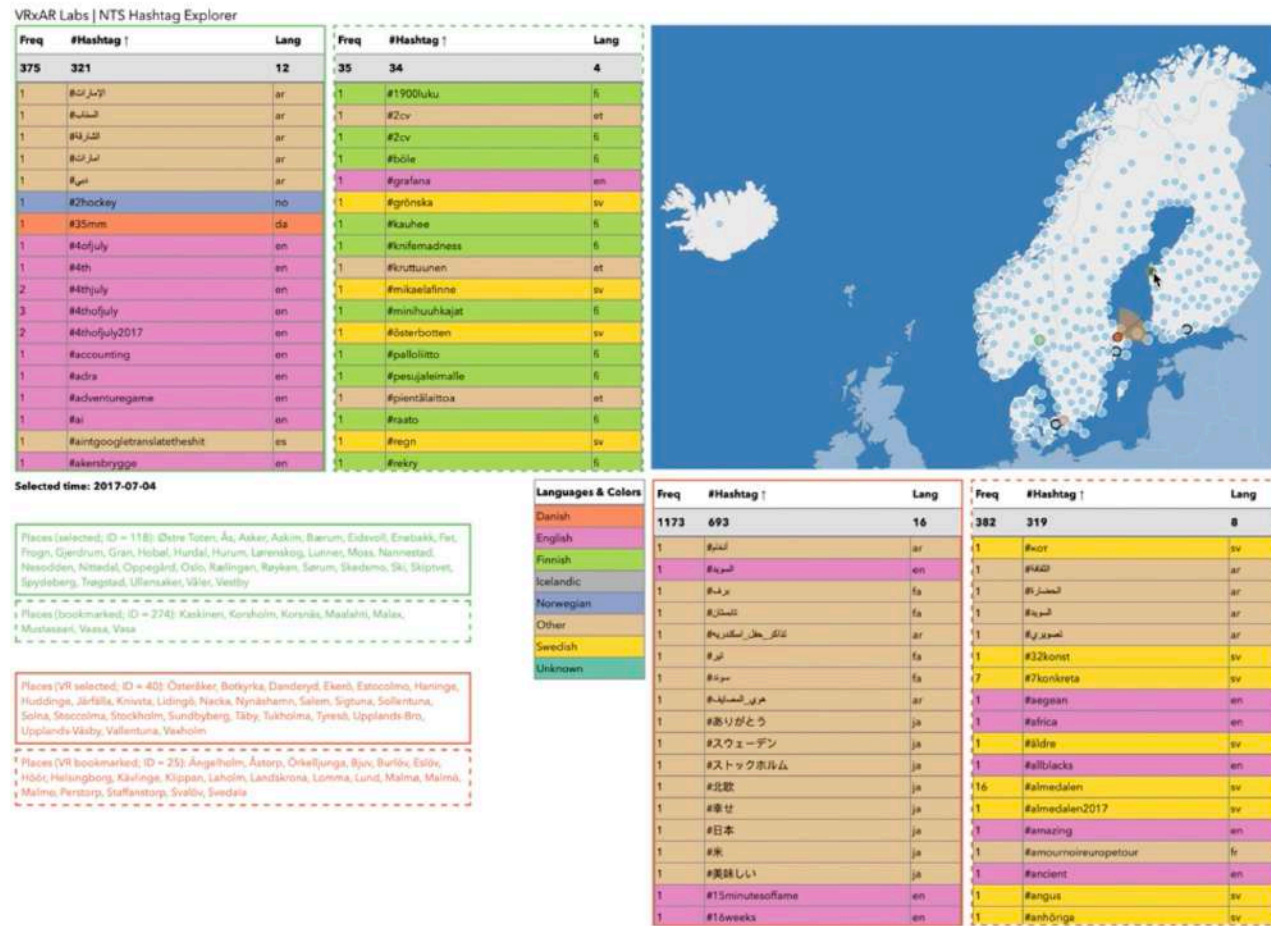 VRxAR Labs | NTS Hashtag Explorer
Freq #Hashtag ↑ Lang
375 321 12
1 #الإمارات ar
1 ar
1 #الشارقة ar
1 #امارات ar
1 #دبي ar
1 #2hockey no
1 #35mm da
1 #4ofjuly en
1 #4th en
2 #4thjuly en
3 #4thofjuly en
2 #4thofjuly2017 en
1 #accounting en
1 #adra en
1 #adventuregame en
1 #ai en
1 #aintgoogletranslatetheshit es
1 #akersbrygge en
Freq #Hashtag ↑ Lang
35 34 4
1 #1900luku fi
1 #2cv et
1 #2cv fi
1 #böle fi
1 #grafana en
1 #grönska sv
1 #kauhee fi
1 #knifemadness fi
1 #kruttuunen et
1 #mikaelafinne sv
1 #minihuuhkajat fi
1 #österbotten sv
1 #palloliitto fi
1 #pesujaleimalle fi
1 #pientälaittoa et
1 #raato fi
1 #regn sv
1 #rekry fi
Selected time: 2017-07-04
Places (selected; ID = 118): Østre Toten, Ås, Asker, Askim, Bærum, Eidsvoll, Enebakk, Fet,
Frogn, Gjerdrum, Gran, Hobøl, Hurdal, Hurum, Lørenskog, Lunner, Moss, Nannestad,
Nesodden, Nittedal, Oppegård, Oslo, Rælingen, Røyken, Sørum, Skedsmo, Ski, Skiptvet,
Spydeberg, Trøgstad, Ullensaker, Våler, Vestby
Places (bookmarked; ID = 274): Kaskinen, Korsholm, Korsnäs, Maalahti, Malax,
Mustasaari, Vaasa, Vasa
Places (VR selected; ID = 40): Österåker, Botkyrka, Danderyd, Ekerö, Estocolmo, Haninge,
Huddinge, Järfälla, Knivsta, Lidingö, Nacka, Nynäshamn, Salem, Sigtuna, Sollentuna,
Solna, Stoccolma, Stockholm, Sundbyberg, Täby, Tukholma, Tyresö, Upplands-Bro,
Upplands-Väsby, Vallentuna, Vaxholm
Places (VR bookmarked; ID = 25): Ängelholm, Åstorp, Örkelljunga, Bjuv, Burlöv, Eslöv,
Höör, Helsingborg, Kävlinge, Klippan, Laholm, Landskrona, Lomma, Lund, Malmø, Malmö,
Malmo, Perstorp, Staffanstorp, Svalöv, Svedala
Languages & Colors
Danish
English
Finnish
Icelandic
Norwegian
Other
Swedish
Unknown
Freq #Hashtag ↑ Lang
1173 693 16
1 #أنغام ar
1 #السويد en
1 #برف fa
1 #تابستان fa
1 #تذاكر_حفل_اسكندريه ar
1 #تیر fa
1 #سوئد fa
1 ar
1 #ありがとう ja
1 #スウェーデン ja
1 #ストックホルム ja
1 #北欧 ja
1 #幸せ ja
1 #日本 ja
1 #米 ja
1 #美味しい ja
1 #15minutesoffame en
1 #16weeks en
Freq #Hashtag ↑ Lang
382 319 8
1 #кот sv
1 #الثقافة ar
1 #الحضارة ar
1 #السويد ar
1 #تصويري ar
1 #32konst sv
7 #7konkreta sv
1 #aegean en
1 #africa en
1 #äldre sv
1 #allblacks en
16 #almedalen sv
1 #almedalen2017 sv
1 #amazing en
1 #amournoireuropetour fr
1 #ancient en
1 #angus sv
1 #anhöriga sv